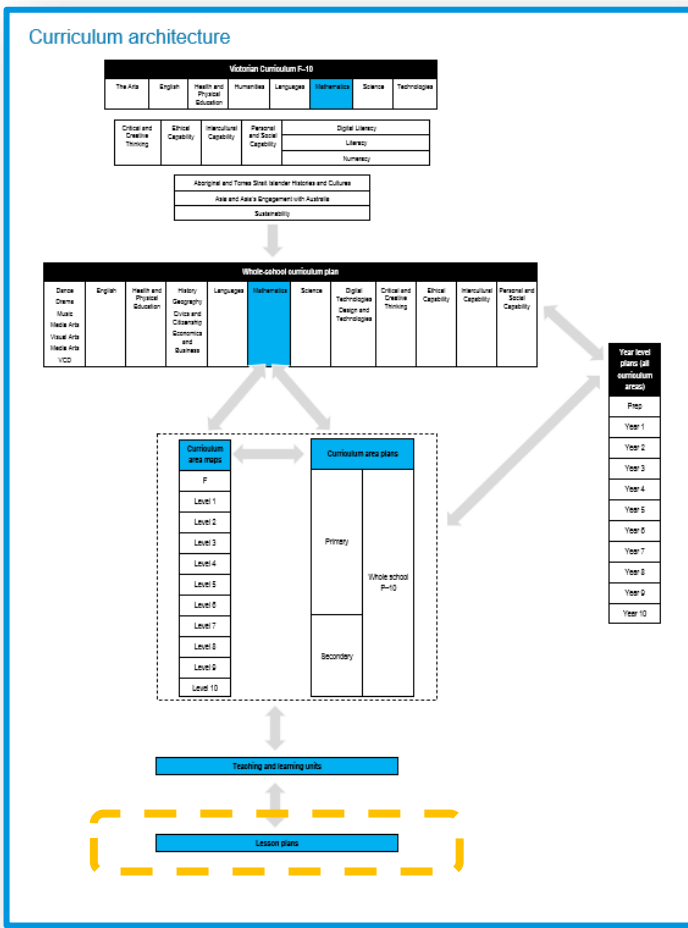 Curriculum architecture
Victorian Curriculum F–10
The Arts
English
Health and
Physical
Education
Humanities
Languages
Mathematics
Science
Technologies
Critical and
Creative
Thinking
Ethical
Capability
Intercultural
Capability
Personal
and Social
Capability
Digital Literacy
Literacy
Numeracy
Aboriginal and Torres Strait Islander Histories and Cultures
Asia and Asia's Engagement with Australia
Sustainability
Whole-school curriculum plan
Dance
Drama
Music
Media Arts
Visual Arts
Media Arts
VCD
English
Health and
Physical
Education
History
Geography
Civics and
Citizenship
Economics
and
Business
Languages
Mathematics
Science
Digital
Technologies
Design and
Technologies
Critical and
Creative
Thinking
Ethical
Capability
Intercultural
Capability
Personal and
Social
Capability
Year level
plans (all
curriculum
areas)
Prep
Year 1
Year 2
Year 3
Year 4
Year 5
Year 6
Year 7
Year 8
Year 9
Year 10
Curriculum
area maps
F
Level 1
Level 2
Level 3
Level 4
Level 5
Level 6
Level 7
Level 8
Level 9
Level 10
Curriculum area plans
Primary
Secondary
Whole school
P–10
Teaching and learning units
Lesson plans